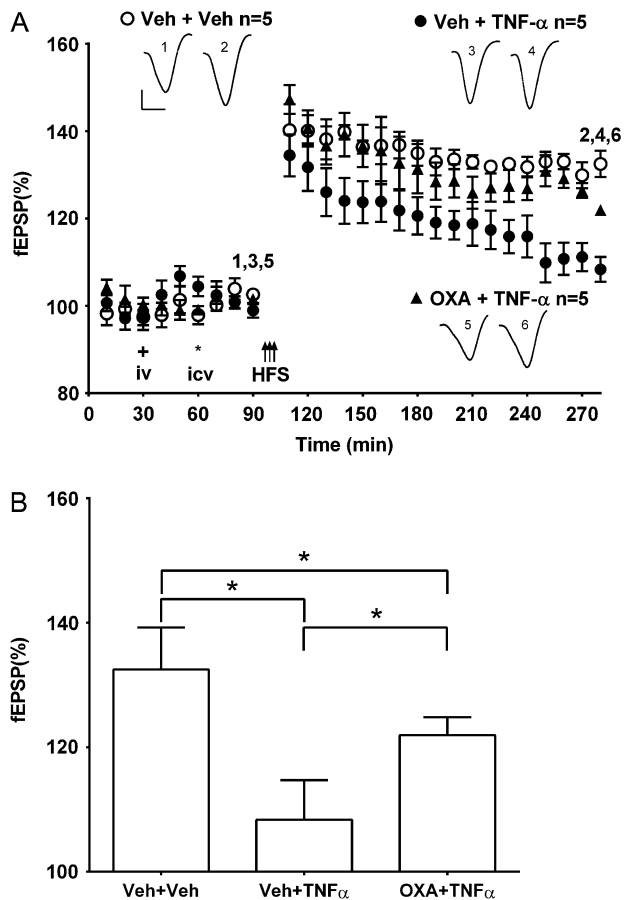 A
Veh + Veh n=5
Veh + TNF-α n=5
1
2
3
4
160
140
120
100
80
fEPSP(%)
2,4,6
1,3,5
OXA + TNF-α n=5
5
6
+
iv
*
icv
HFS
0
30
60
90
120
150
180
210
240
270
Time (min)
B
160
140
120
100
fEPSP(%)
*
*
*
Veh+Veh
Veh+TNFα
OXA+TNFα